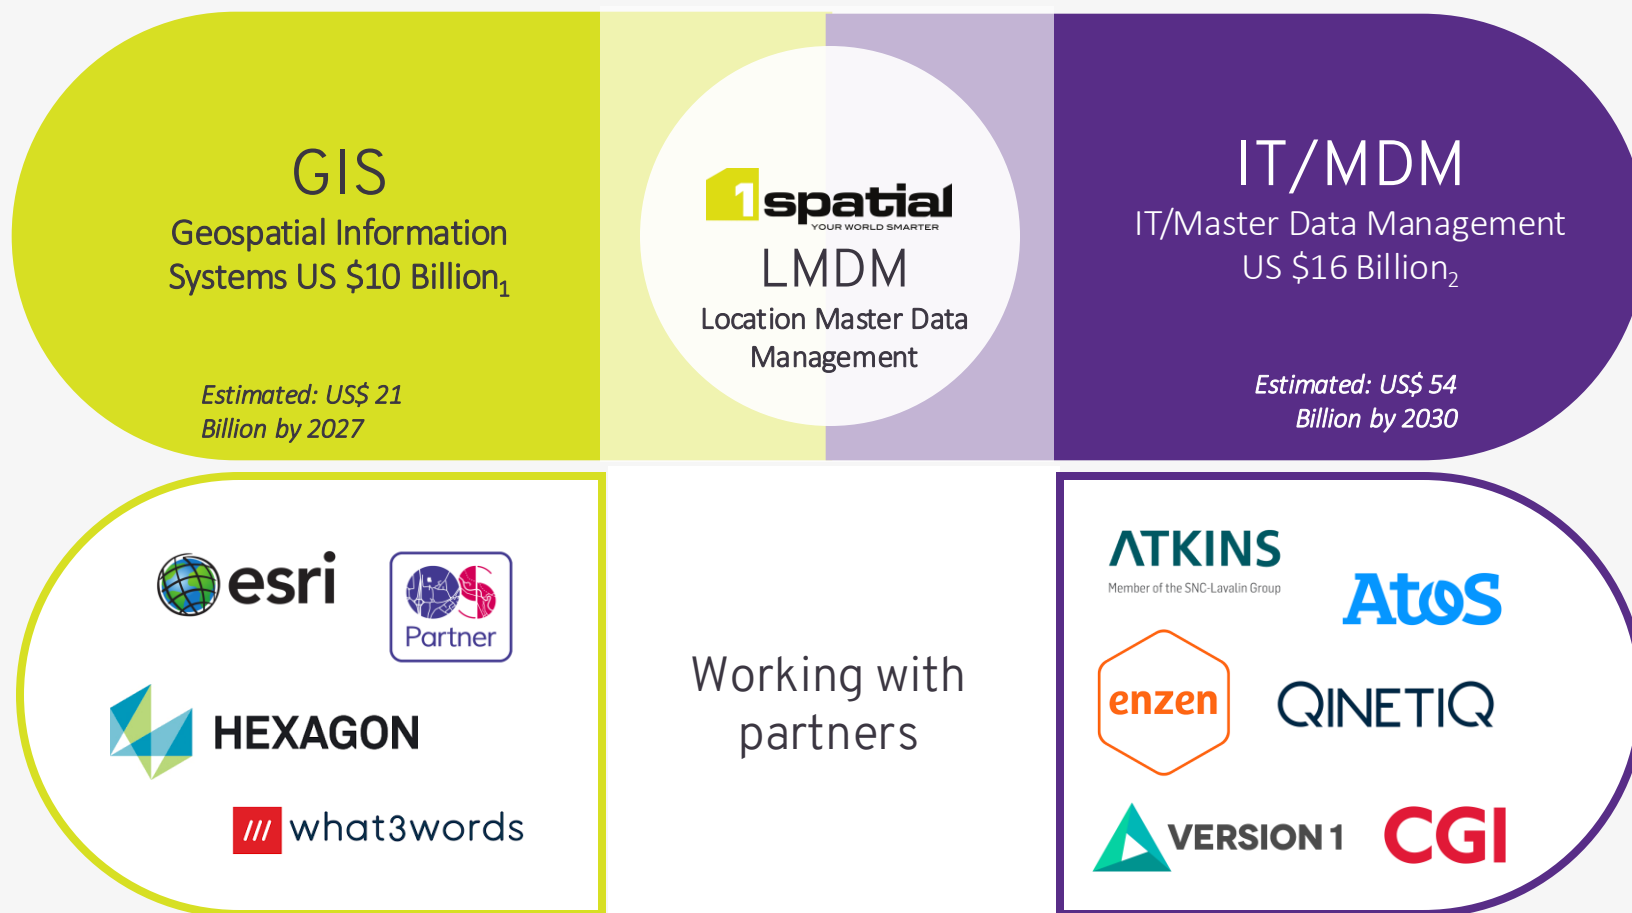 GIS
Geospatial Information
Systems US $10 Billion1
Estimated: US$ 21
Billion by 2027
1spatial
YOUR WORLD SMARTER
LMDM
Location Master Data
Management
IT/MDM
IT/Master Data Management
US $16 Billion2
Estimated: US$ 54
Billion by 2030
esri
OS
Partner
HEXAGON
what3words
Working with
partners
ATKINS
Member of the SNC-Lavalin Group
Atos
enzen
QINETIQ
VERSION 1
CGI